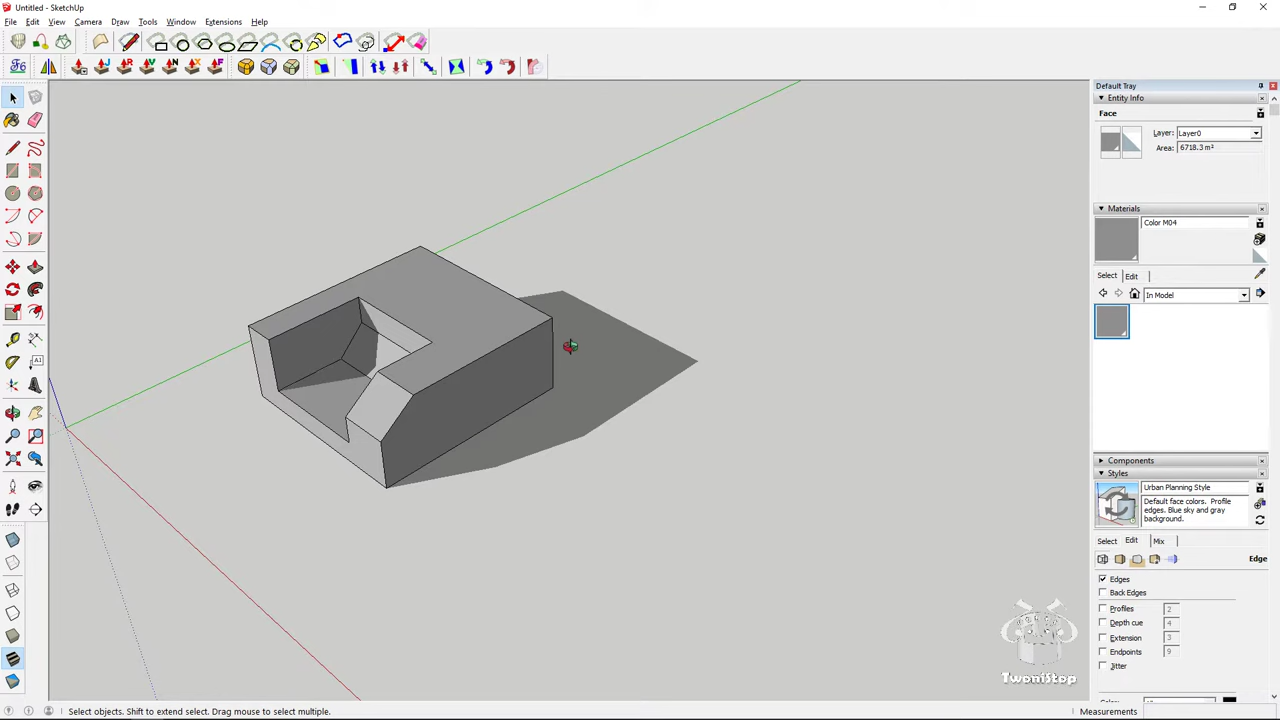 Untitled - SketchUp
File Edit View Camera Draw Tools Window Extensions Help
Default Tray
Entity Info
Face
Layer: Layer0
Area: 6718.3 m²
Materials
Color M04
Select Edit
In Model
Components
Styles
Urban Planning Style
Default face colors. Profile
edges. Blue sky and gray
background.
Select Edit Mix
Edge
Edges
Back Edges
Profiles 2
Depth cue 4
Extension 3
Endpoints 9
Jitter
TwoniStop
Select objects. Shift to extend select. Drag mouse to select multiple.
Measurements